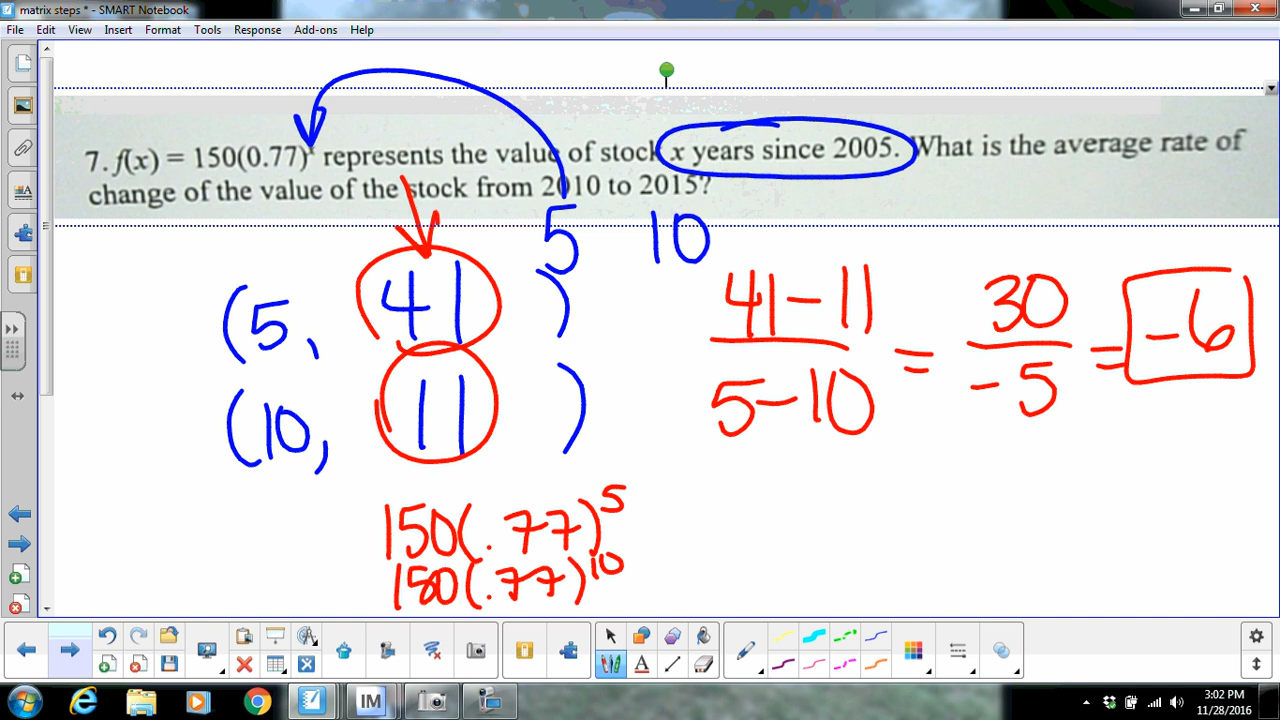 matrix steps * - SMART Notebook
File Edit View Insert Format Tools Response Add-ons Help
7. f(x) = 150(0.77)^x represents the value of stock x years since 2005. What is the average rate of
change of the value of the stock from 2010 to 2015?
5 10
(5, 41 )
(10, 11 )
41-11
5-10
=
30
-5
=
-6
150(.77)^5
150(.77)^10
A
IM
3:02 PM
11/28/2016